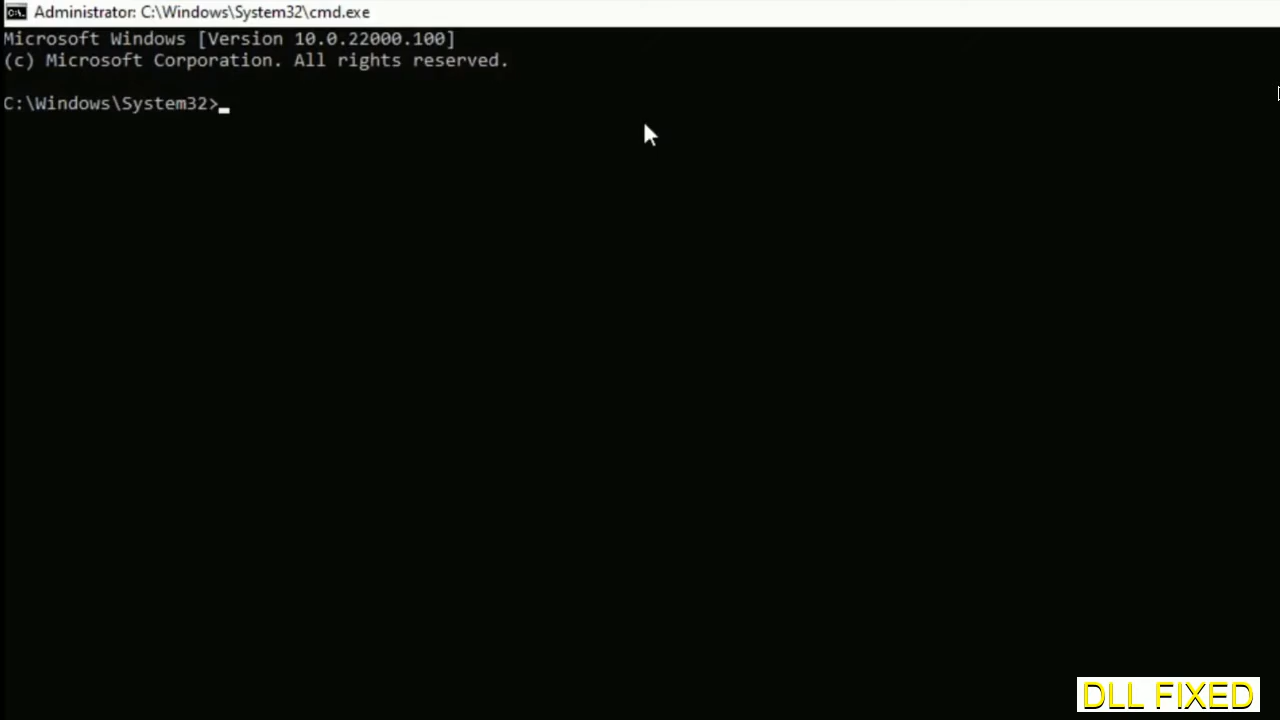 Administrator: C:\Windows\System32\cmd.exe
Microsoft Windows [Version 10.0.22000.100]
(c) Microsoft Corporation. All rights reserved.
C:\Windows\System32>
DLL FIXED